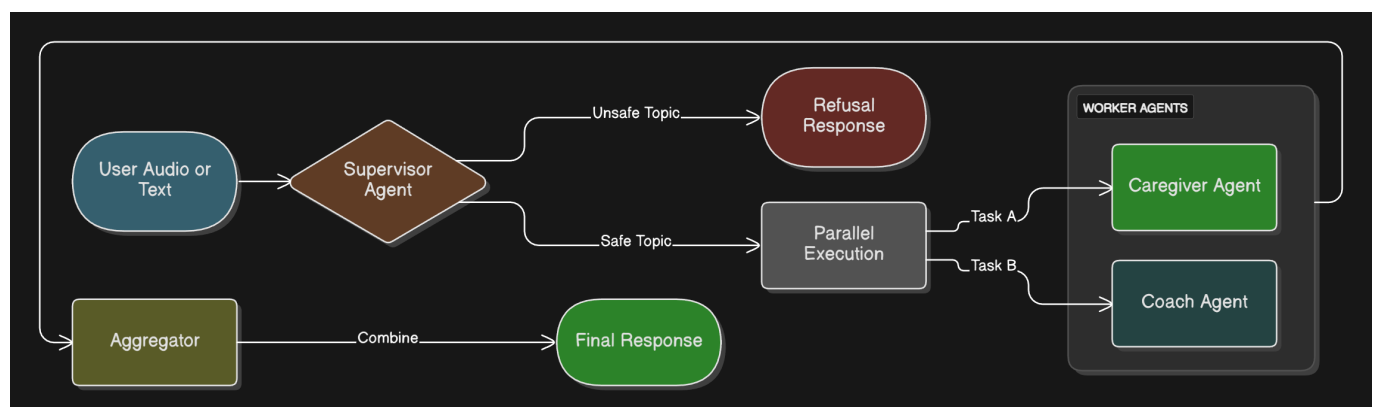 User Audio or
Text
Supervisor
Agent
Unsafe Topic
Refusal
Response
Safe Topic
Parallel
Execution
Task A
Task B
WORKER AGENTS
Caregiver Agent
Coach Agent
Aggregator
Combine
Final Response